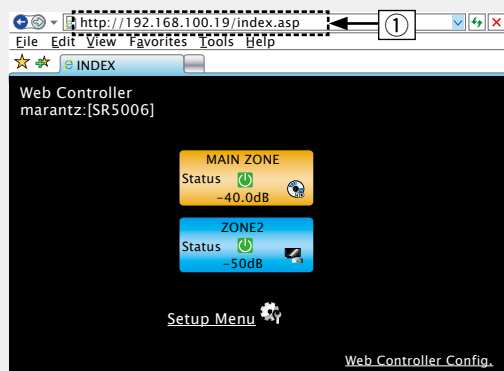 http://192.168.100.19/index.asp
①
File Edit View Favorites Tools Help
INDEX
Web Controller
marantz:[SR5006]
MAIN ZONE
Status
-40.0dB
ZONE2
Status
-50dB
Setup Menu
Web Controller Config.